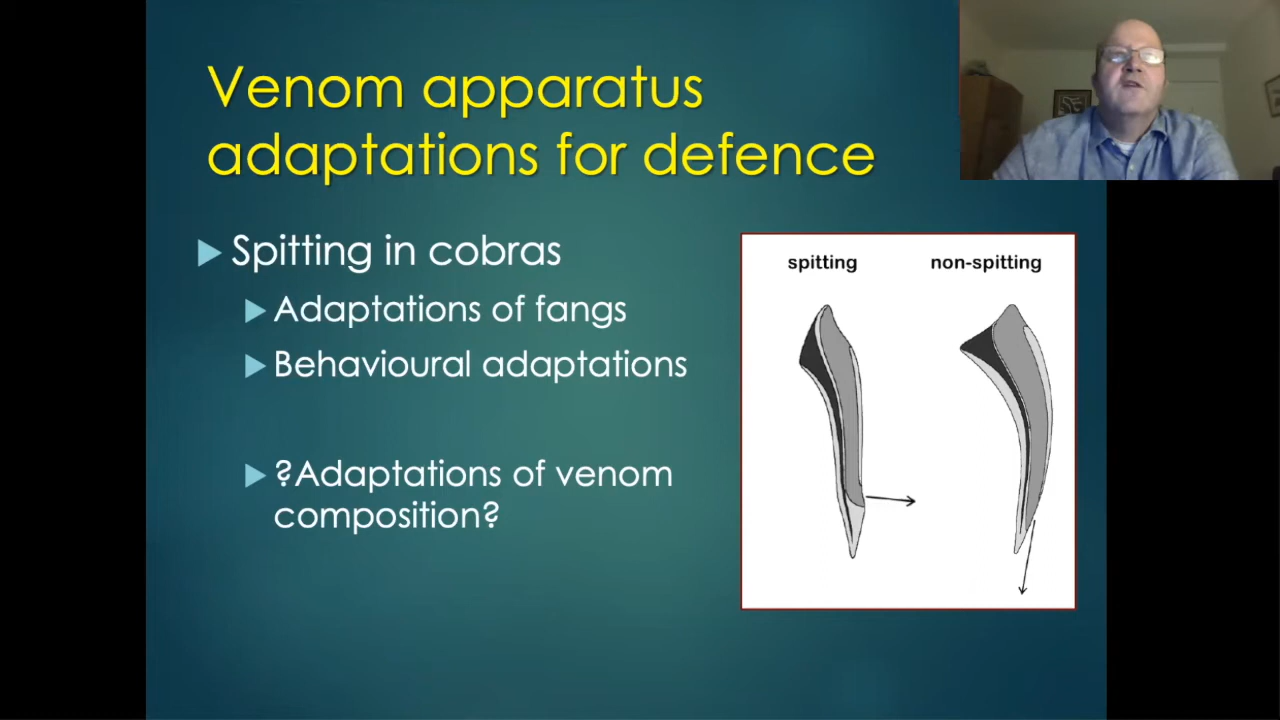 Venom apparatus
adaptations for defence
Spitting in cobras
Adaptations of fangs
Behavioural adaptations
?Adaptations of venom
composition?
spitting
non-spitting